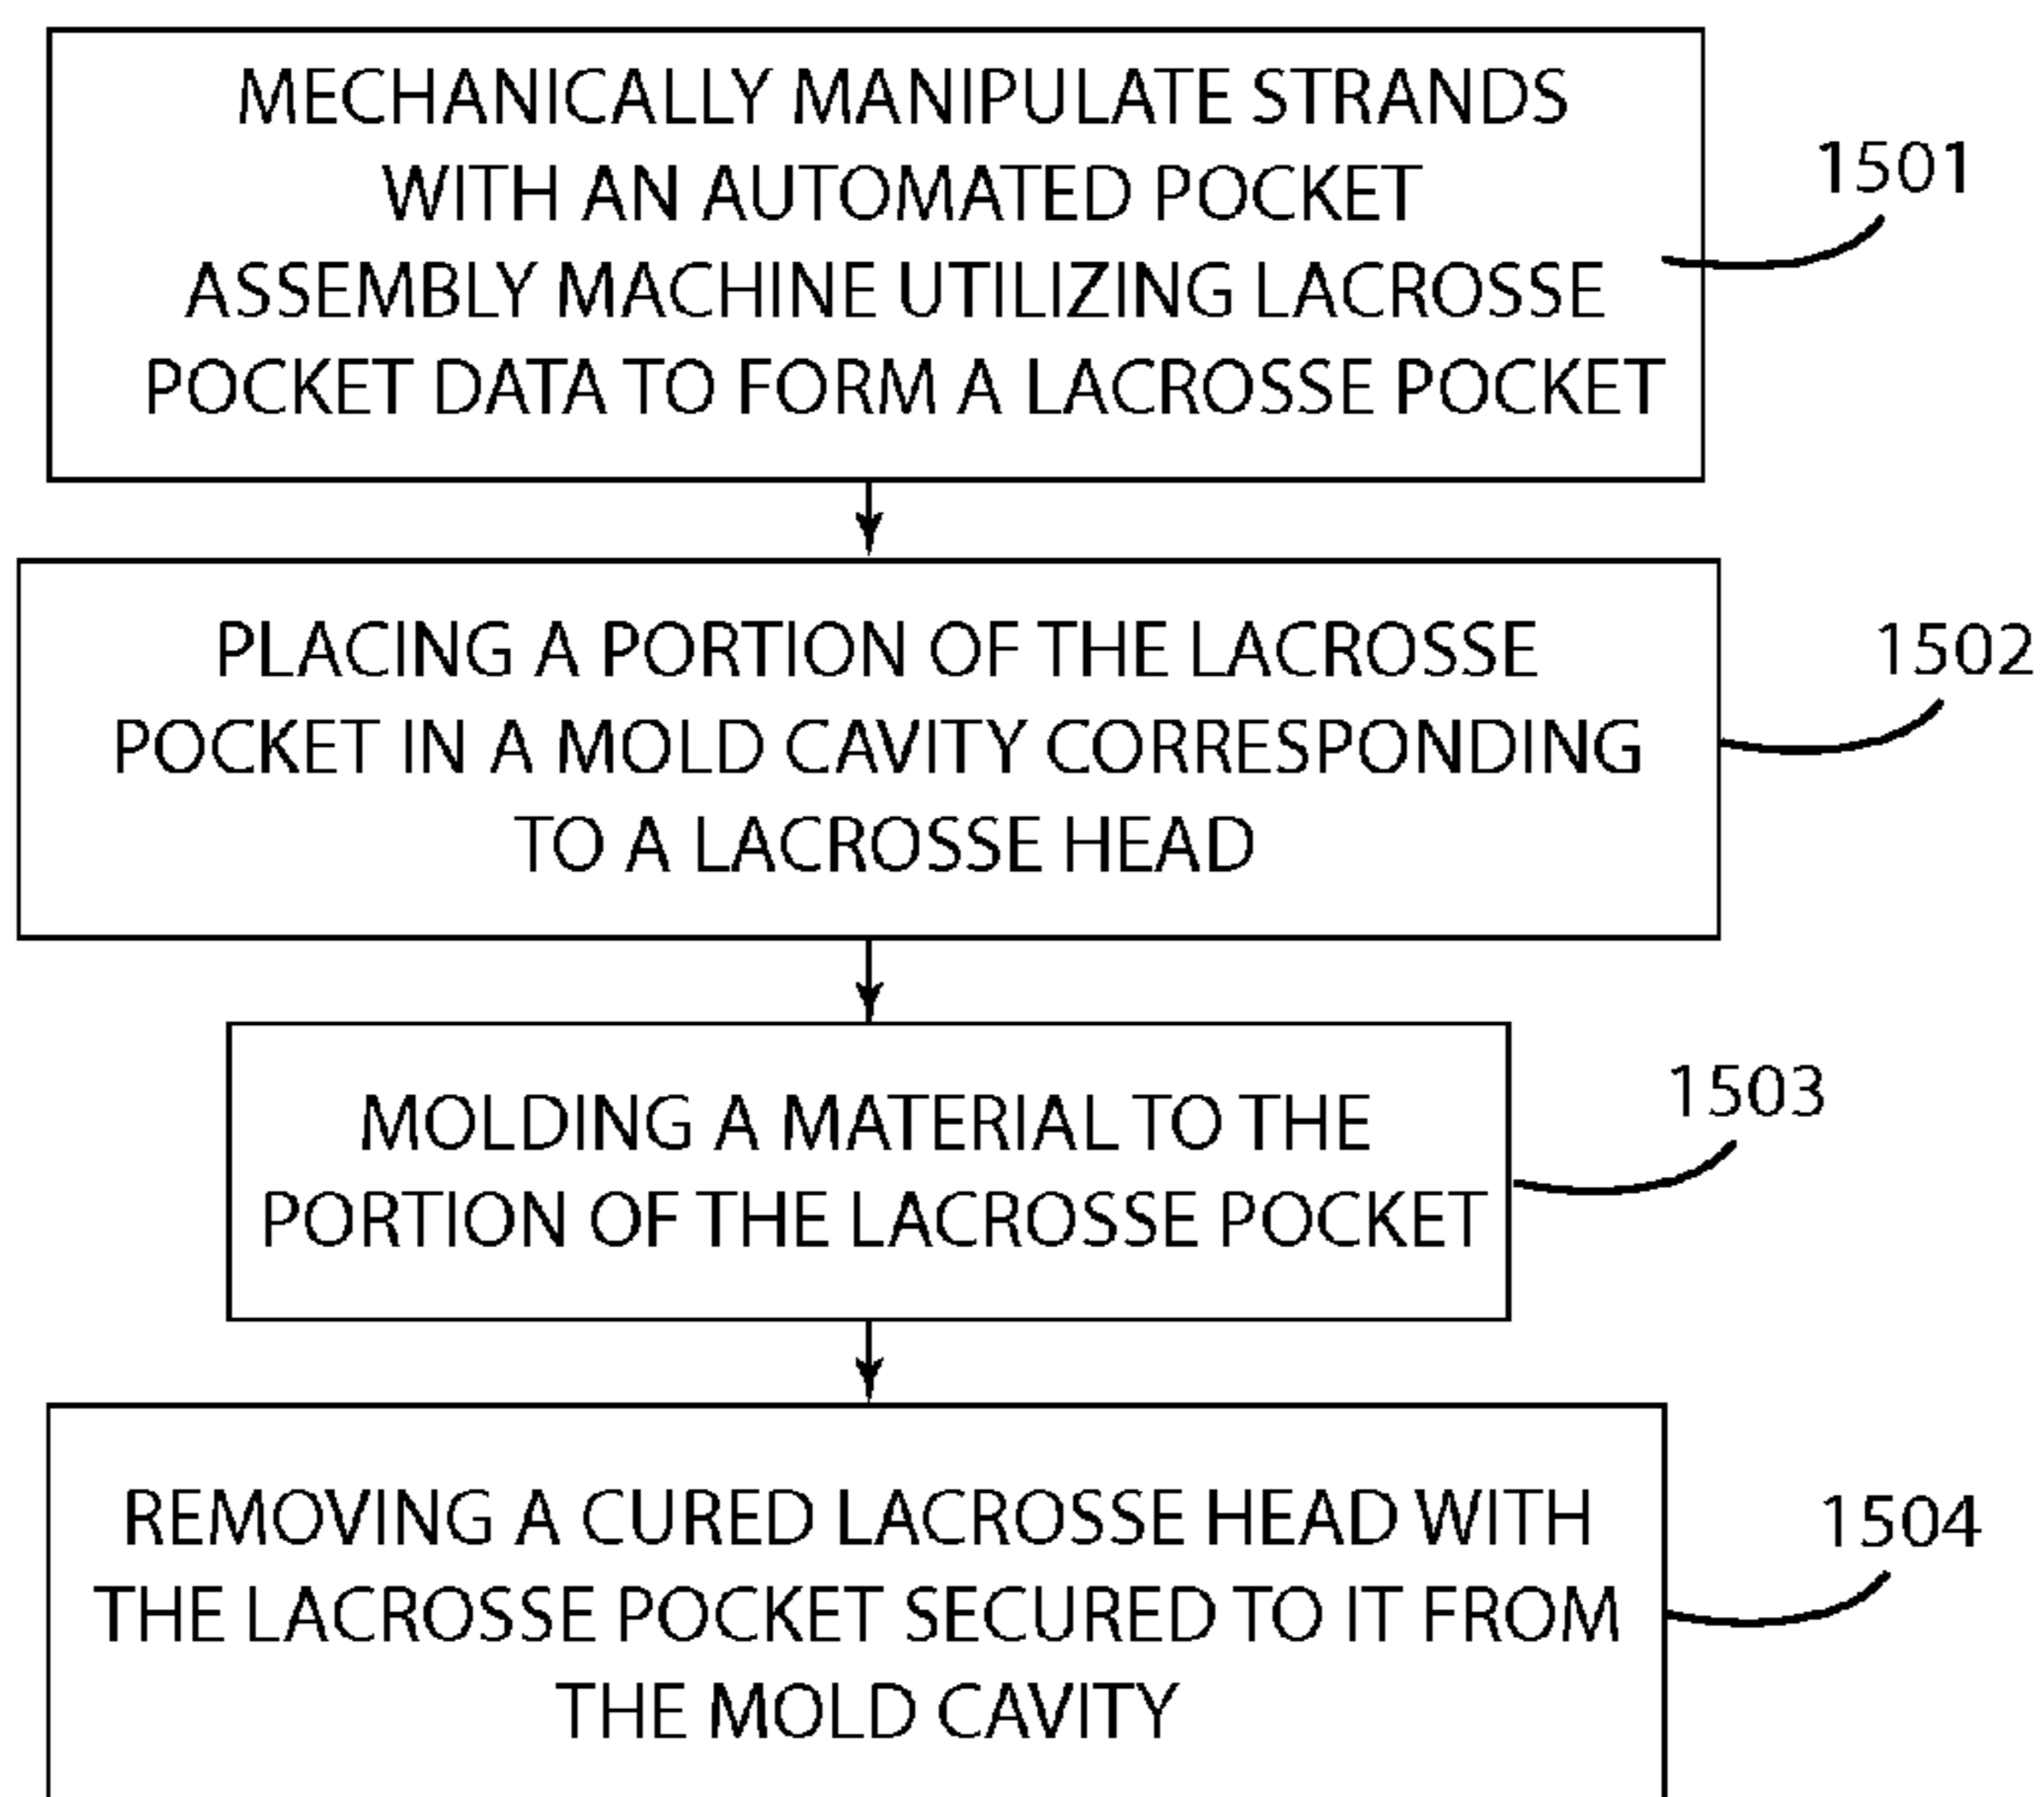 MECHANICALLY MANIPULATE STRANDS
WITH AN AUTOMATED POCKET
ASSEMBLY MACHINE UTILIZING LACROSSE
POCKET DATA TO FORM A LACROSSE POCKET
1501
PLACING A PORTION OF THE LACROSSE
POCKET IN A MOLD CAVITY CORRESPONDING
TO A LACROSSE HEAD
1502
MOLDING A MATERIAL TO THE
PORTION OF THE LACROSSE POCKET
1503
REMOVING A CURED LACROSSE HEAD WITH
THE LACROSSE POCKET SECURED TO IT FROM
THE MOLD CAVITY
1504